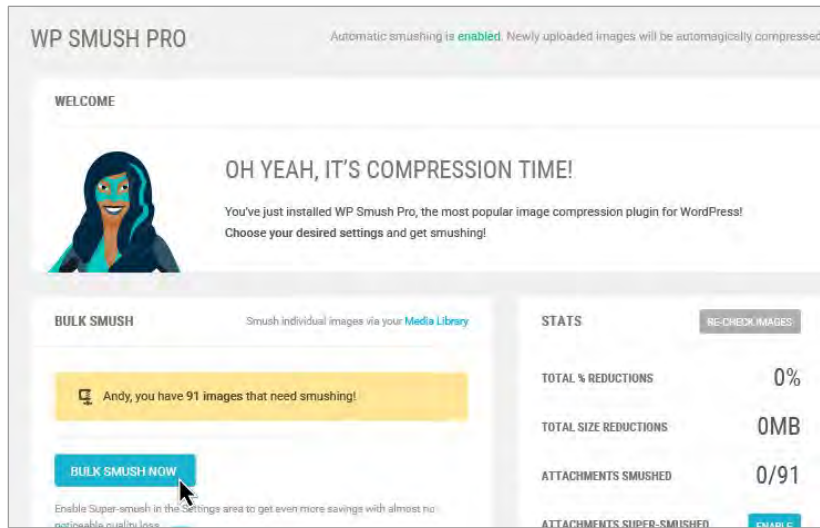 WP SMUSH PRO
Automatic smushing is enabled. Newly uploaded images will be automagically compressed
WELCOME
OH YEAH, IT'S COMPRESSION TIME!
You've just installed WP Smush Pro, the most popular image compression plugin for WordPress!
Choose your desired settings and get smushing!
BULK SMUSH
Smush individual images via your Media Library
Andy, you have 91 images that need smushing!
BULK SMUSH NOW
Enable Super-smush in the Settings area to get even more savings with almost no
noticeable quality loss.
STATS
RE-CHECK IMAGES
TOTAL % REDUCTIONS
0%
TOTAL SIZE REDUCTIONS
0MB
ATTACHMENTS SMUSHED
0/91
ATTACHMENTS SUPER-SMUSHED
ENABLE